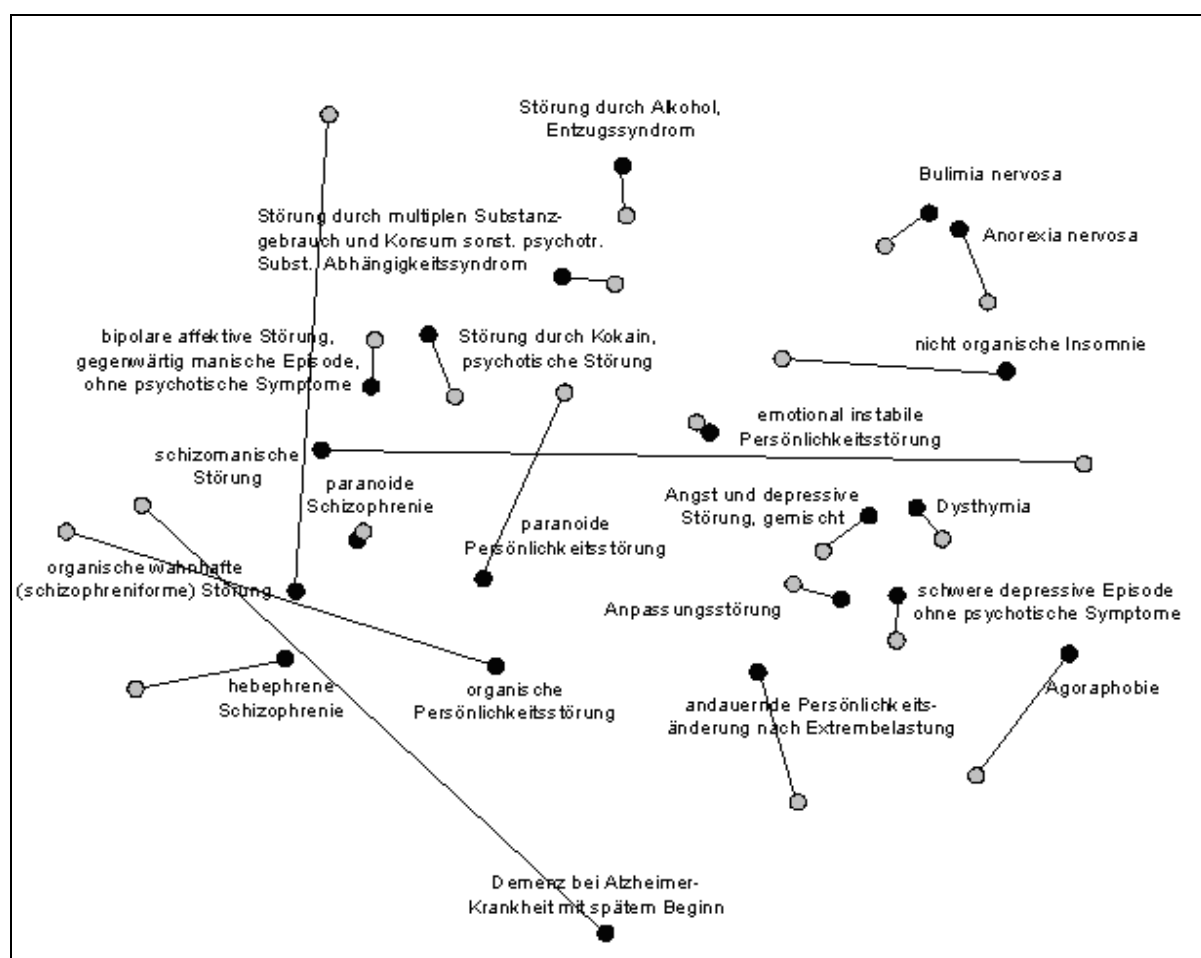 Störung durch Alkohol,
Entzugssyndrom
Bulimia nervosa
Störung durch multiplen Substanz-
gebrauch und Konsum sonst. psychotr.
Subst. Abhängigkeitssyndrom
Anorexia nervosa
bipolare affektive Störung,
gegenwärtig manische Episode,
ohne psychotische Symptome
Störung durch Kokain,
psychotische Störung
nicht organische Insomnie
emotional instabile
Persönlichkeitsstörung
schizomanische
Störung
paranoide
Schizophrenie
Angst und depressive
Störung, gemischt
Dysthymia
paranoide
Persönlichkeitsstörung
organische wahnhafte
(schizophreniforme) Störung
Anpassungsstörung
schwere depressive Episode
ohne psychotische Symptome
hebephrene
Schizophrenie
organische
Persönlichkeitsstörung
andauernde Persönlichkeits-
änderung nach Extrembelastung
Agoraphobie
Demenz bei Alzheimer-
Krankheit mit spätem Beginn